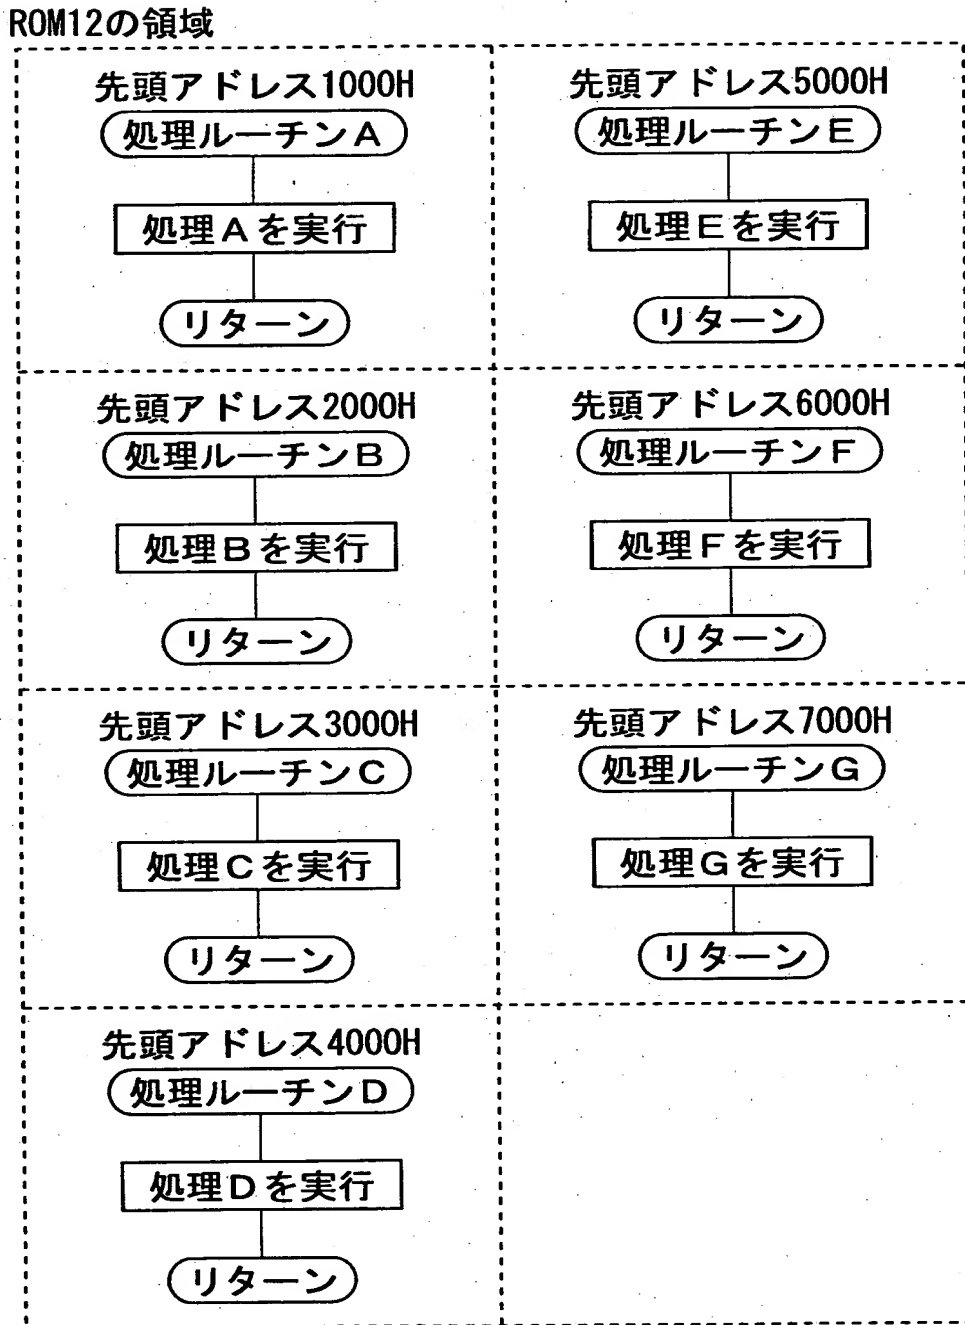 ROM12の領域
先頭アドレス1000H
処理ルーチンA
処理Aを実行
リターン
先頭アドレス2000H
処理ルーチンB
処理Bを実行
リターン
先頭アドレス3000H
処理ルーチンC
処理Cを実行
リターン
先頭アドレス4000H
処理ルーチンD
処理Dを実行
リターン
先頭アドレス5000H
処理ルーチンE
処理Eを実行
リターン
先頭アドレス6000H
処理ルーチンF
処理Fを実行
リターン
先頭アドレス7000H
処理ルーチンG
処理Gを実行
リターン